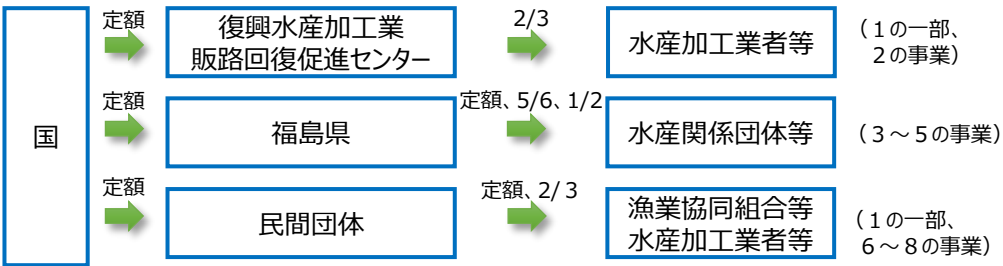 国
定額
復興水産加工業
販路回復促進センター
2/3
水産加工業者等
（１の一部、
２の事業）
定額
福島県
定額、5/6、1/2
水産関係団体等
（３～５の事業）
定額
民間団体
定額、2/３
漁業協同組合等
水産加工業者等
（１の一部、
６～８の事業）